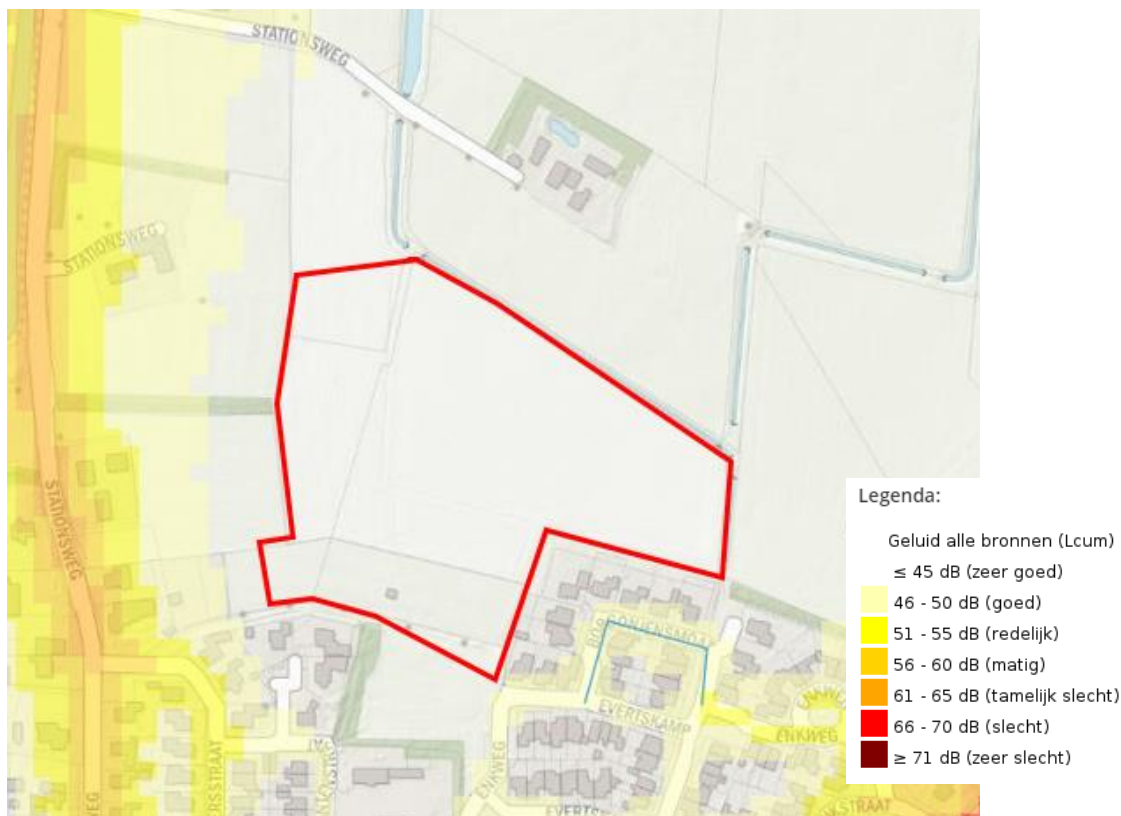 STATIONSWEG
STATIONSWEG
STATIONSWEG
Legenda:
Geluid alle bronnen (Lcum)
≤ 45 dB (zeer goed)
46 - 50 dB (goed)
51 - 55 dB (redelijk)
56 - 60 dB (matig)
61 - 65 dB (tamelijk slecht)
66 - 70 dB (slecht)
≥ 71 dB (zeer slecht)
EVERTSKAMP
ENKWEG
ENKWEG